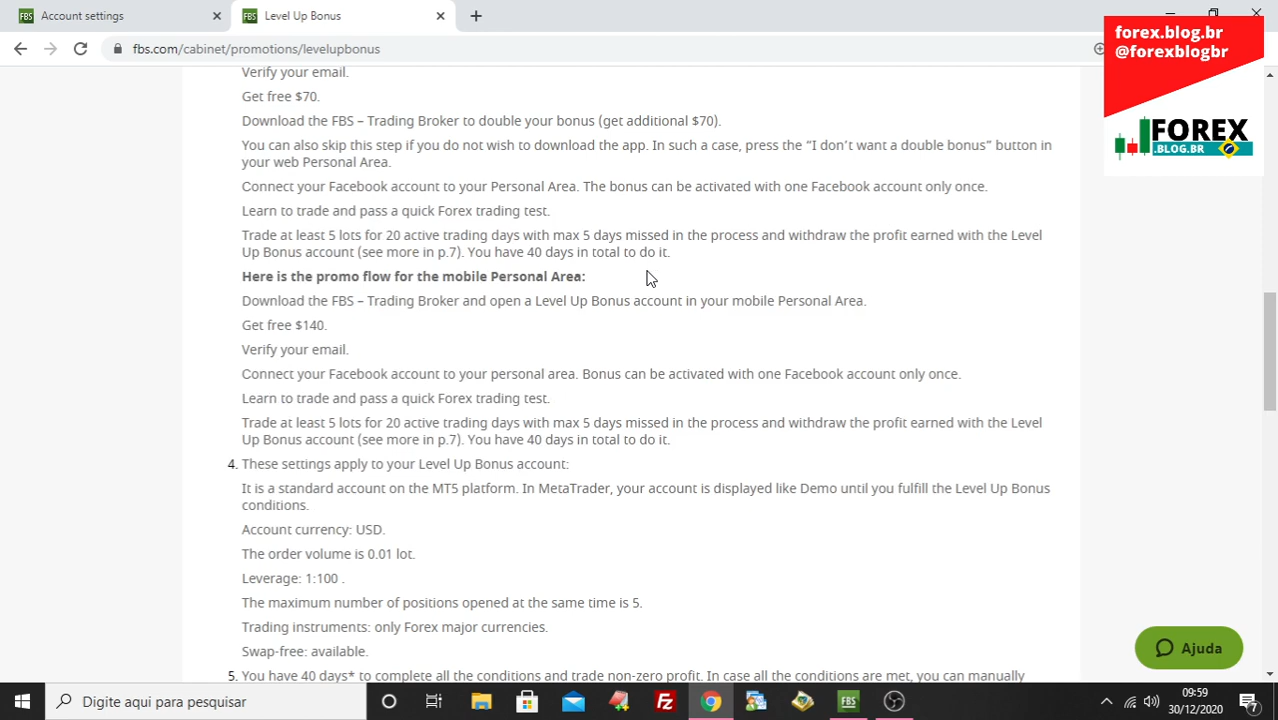 FBS Account settings
FBS Level Up Bonus
fbs.com/cabinet/promotions/levelupbonus
forex.blog.br
@forexblogbr
FOREX
.BLOG.BR
Verify your email.
Get free $70.
Download the FBS – Trading Broker to double your bonus (get additional $70).
You can also skip this step if you do not wish to download the app. In such a case, press the “I don’t want a double bonus” button in
your web Personal Area.
Connect your Facebook account to your Personal Area. The bonus can be activated with one Facebook account only once.
Learn to trade and pass a quick Forex trading test.
Trade at least 5 lots for 20 active trading days with max 5 days missed in the process and withdraw the profit earned with the Level
Up Bonus account (see more in p.7). You have 40 days in total to do it.
Here is the promo flow for the mobile Personal Area:
Download the FBS – Trading Broker and open a Level Up Bonus account in your mobile Personal Area.
Get free $140.
Verify your email.
Connect your Facebook account to your personal area. Bonus can be activated with one Facebook account only once.
Learn to trade and pass a quick Forex trading test.
Trade at least 5 lots for 20 active trading days with max 5 days missed in the process and withdraw the profit earned with the Level
Up Bonus account (see more in p.7). You have 40 days in total to do it.
4. These settings apply to your Level Up Bonus account:
It is a standard account on the MT5 platform. In MetaTrader, your account is displayed like Demo until you fulfill the Level Up Bonus
conditions.
Account currency: USD.
The order volume is 0.01 lot.
Leverage: 1:100 .
The maximum number of positions opened at the same time is 5.
Trading instruments: only Forex major currencies.
Swap-free: available.
5. You have 40 days* to complete all the conditions and trade non-zero profit. In case all the conditions are met, you can manually
Ajuda
Digite aqui para pesquisar
FBS
09:59
30/12/2020
7